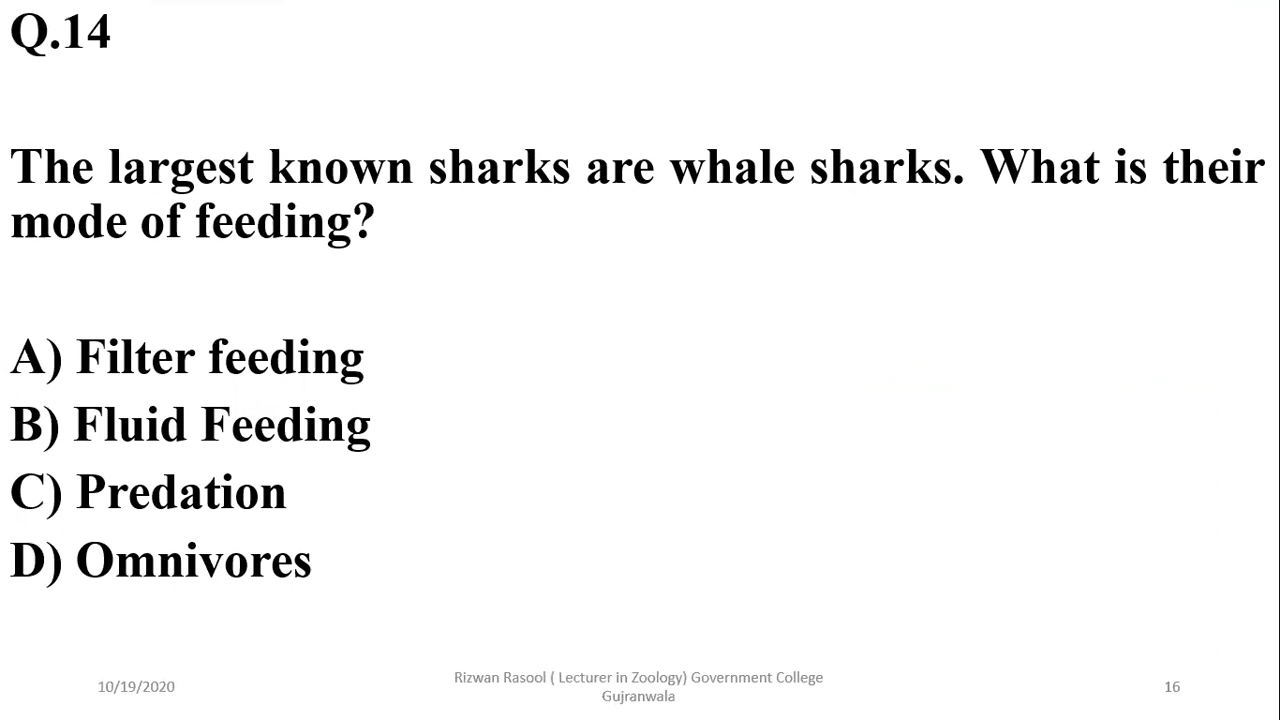 Q.14
The largest known sharks are whale sharks. What is their
mode of feeding?
A) Filter feeding
B) Fluid Feeding
C) Predation
D) Omnivores
10/19/2020
Rizwan Rasool ( Lecturer in Zoology) Government College
Gujranwala
16